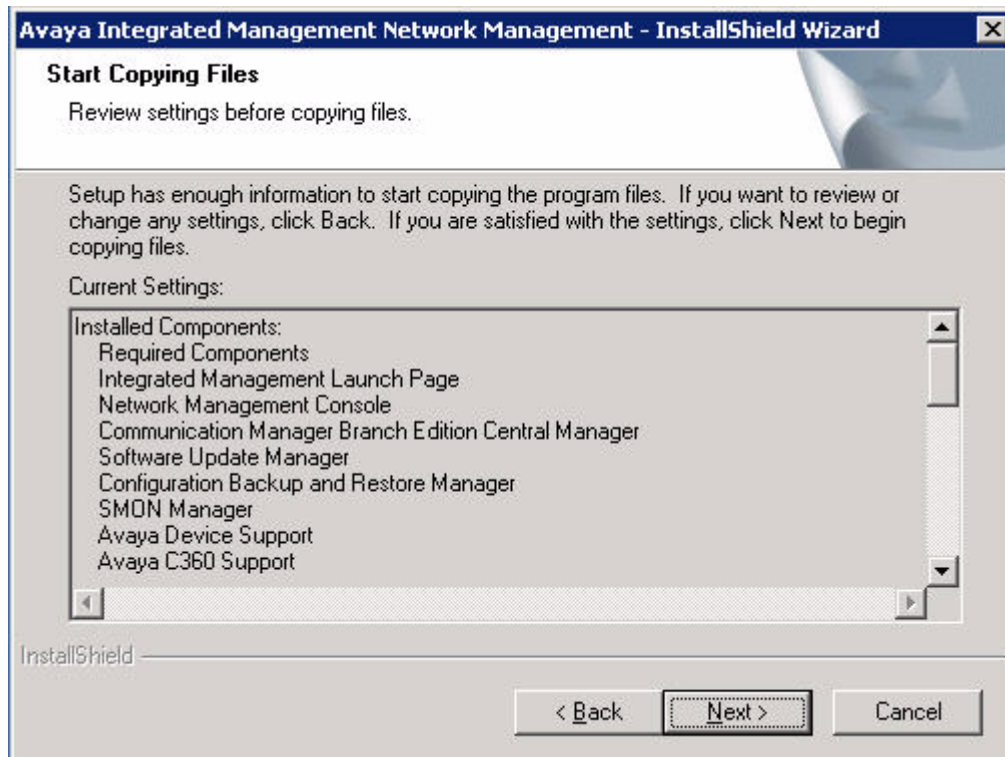 Avaya Integrated Management Network Management - InstallShield Wizard
Start Copying Files
Review settings before copying files.
Setup has enough information to start copying the program files. If you want to review or
change any settings, click Back. If you are satisfied with the settings, click Next to begin
copying files.
Current Settings:
Installed Components:
Required Components
Integrated Management Launch Page
Network Management Console
Communication Manager Branch Edition Central Manager
Software Update Manager
Configuration Backup and Restore Manager
SMON Manager
Avaya Device Support
Avaya C360 Support
InstallShield
< Back
Next >
Cancel